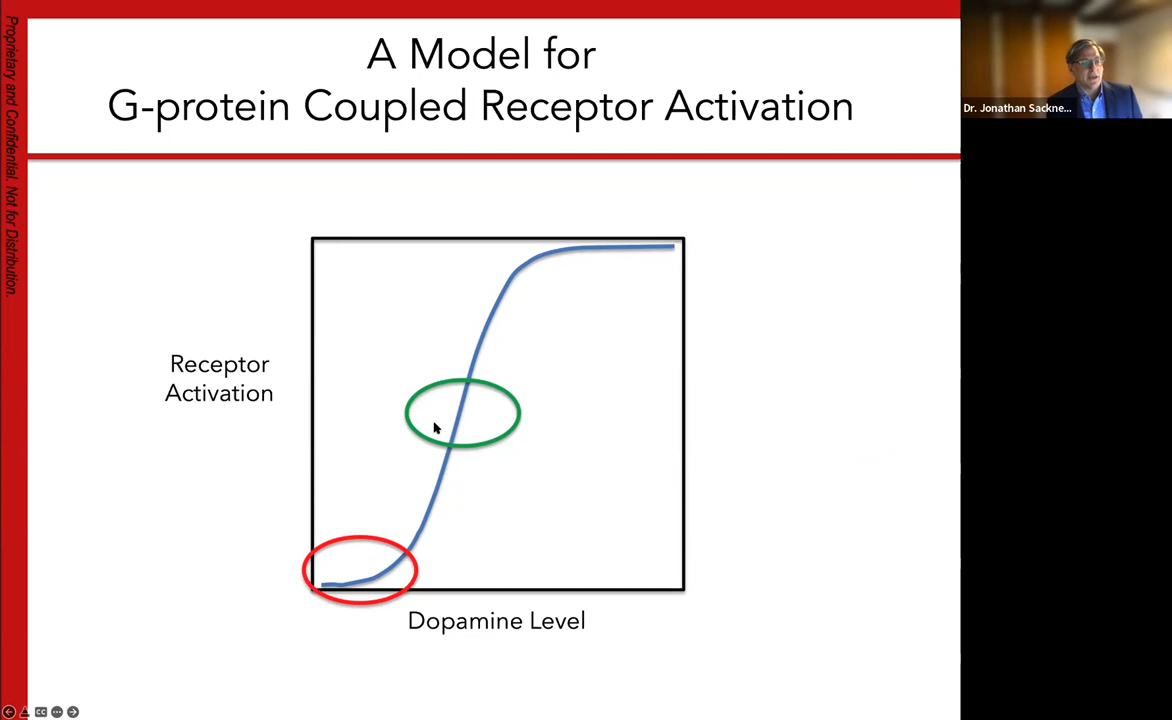 Proprietary and Confidential. Not for Distribution.
A Model for
G-protein Coupled Receptor Activation
Dr. Jonathan Sackne...
Receptor
Activation
Dopamine Level
CC